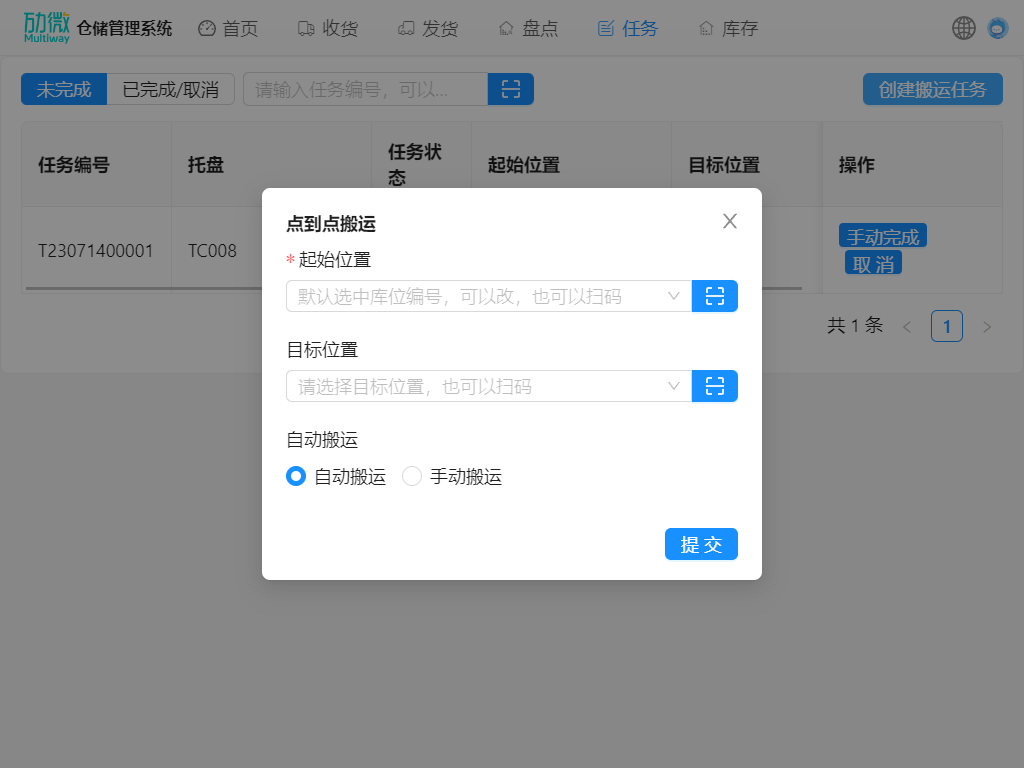 劢微 Multiway 仓储管理系统 首页 收货 发货 盘点 任务 库存
未完成 已完成/取消 请输入任务编号，可以... 创建搬运任务
任务编号 托盘 任务状态 起始位置 目标位置 操作
T23071400001 TC008 手动完成
取消
共 1 条 1
点到点搬运
*起始位置
默认选中库位编号，可以改，也可以扫码
目标位置
请选择目标位置，也可以扫码
自动搬运
自动搬运 手动搬运
提交